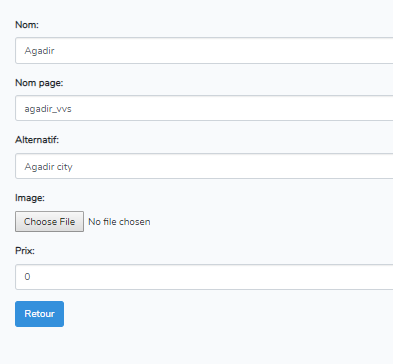 Nom:
Agadir
Nom page:
agadir_vvs
Alternatif:
Agadir city
Image:
Choose File No file chosen
Prix:
0
Retour